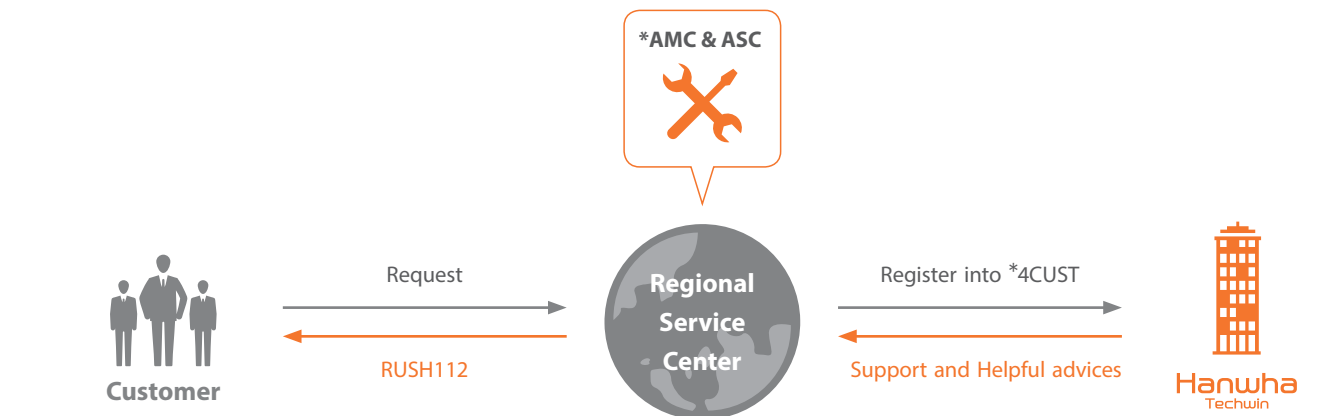 *AMC & ASC
Request
RUSH112
Customer
Regional
Service
Center
Register into *4CUST
Support and Helpful advices
Hanwha
Techwin